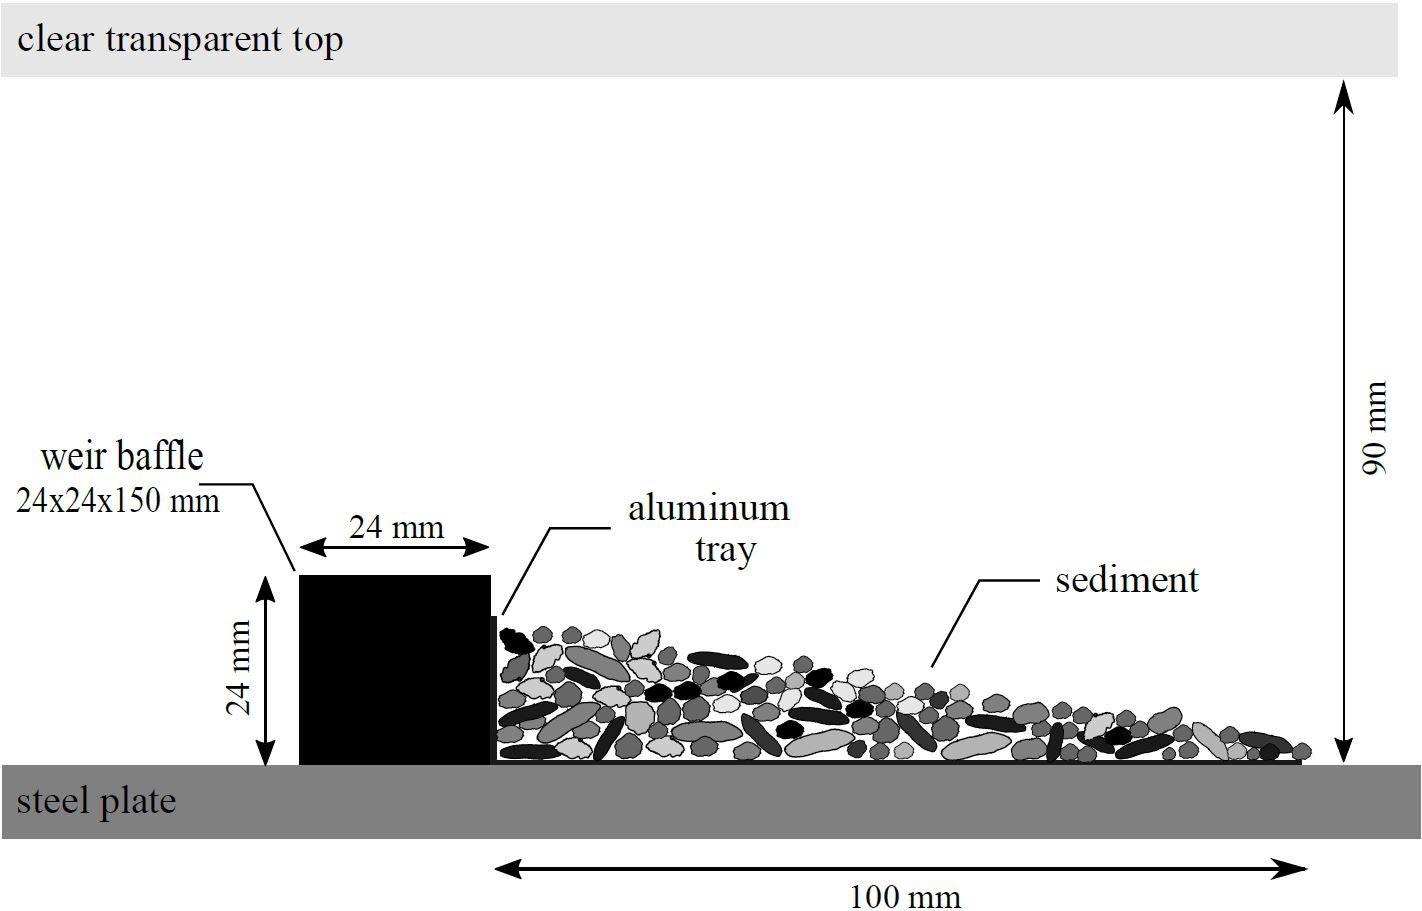 clear transparent top
90 mm
weir baffle
24x24x150 mm
24 mm
24 mm
aluminum
tray
sediment
steel plate
100 mm